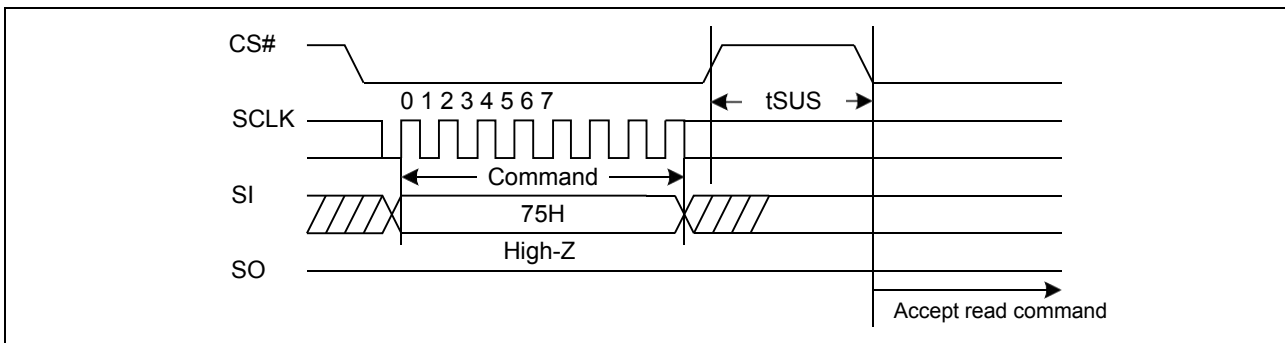 CS#
0 1 2 3 4 5 6 7
tSUS
SCLK
Command
SI
75H
High-Z
SO
Accept read command